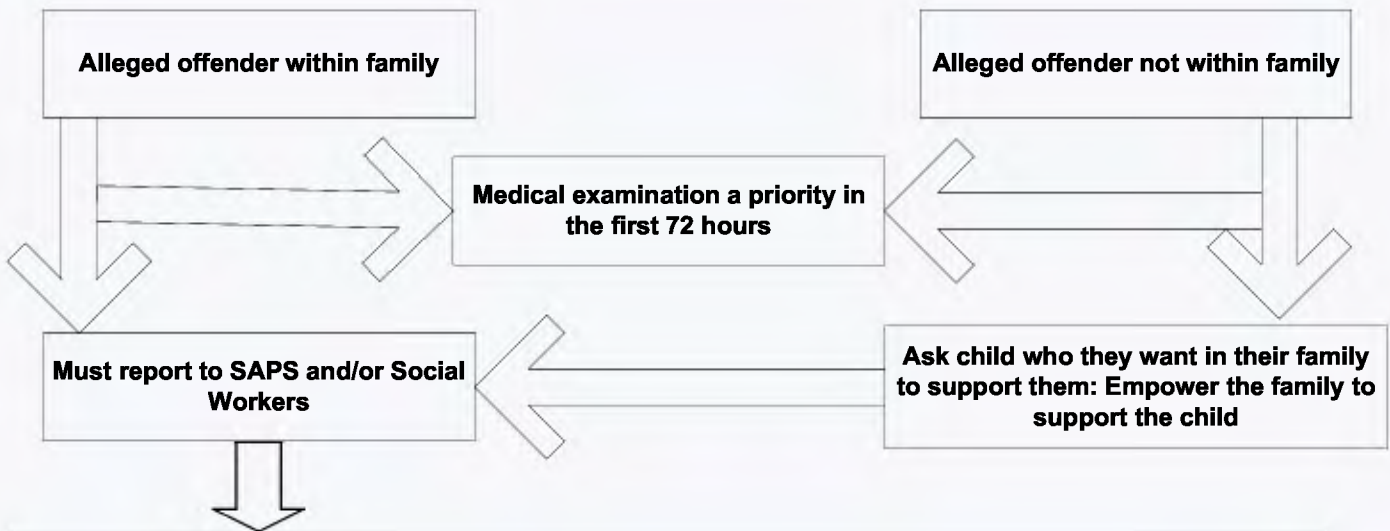 Alleged offender within family
Alleged offender not within family
Medical examination a priority in
the first 72 hours
Must report to SAPS and/or Social
Workers
Ask child who they want in their family
to support them: Empower the family to
support the child